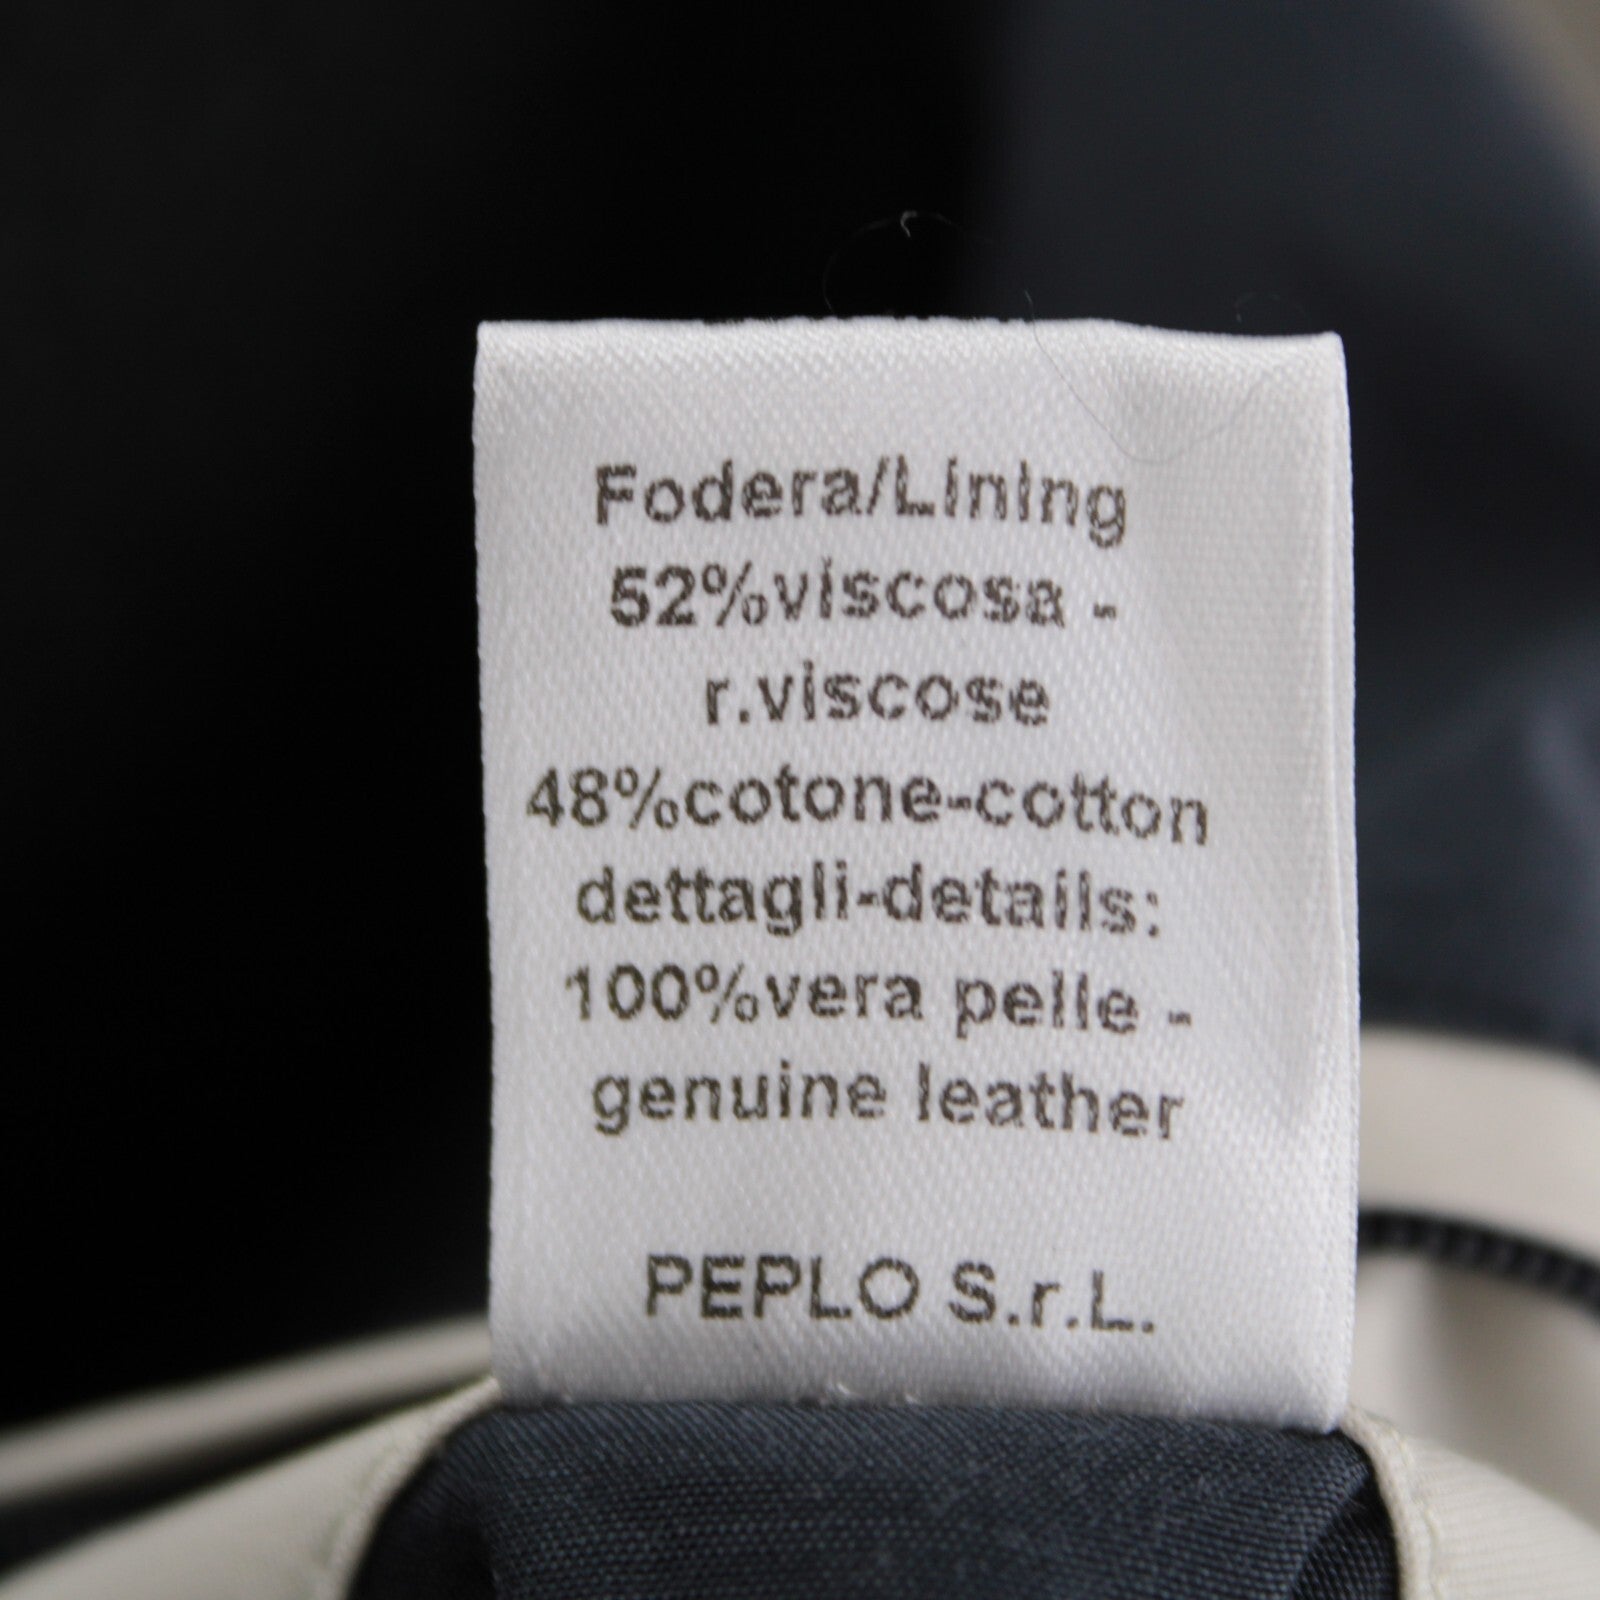 Fodera/Lining
52%viscosa -
r.viscose
48%cotone-cotton
dettagli-details:
100%vera pelle -
genuine leather
PEPLO S.r.L.